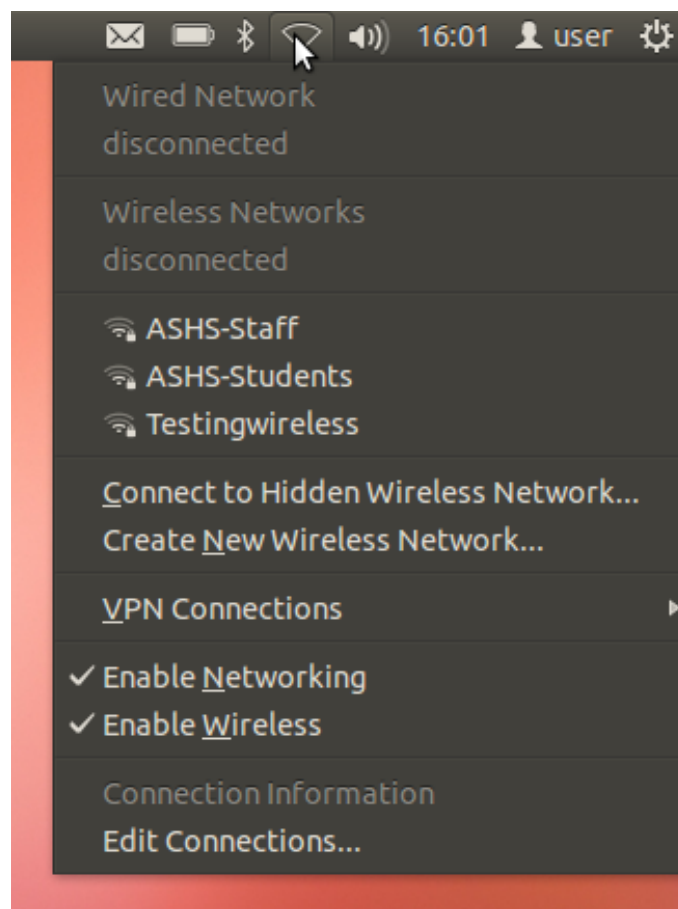 16:01 user
Wired Network
disconnected
Wireless Networks
disconnected
ASHS-Staff
ASHS-Students
Testingwireless
Connect to Hidden Wireless Network...
Create New Wireless Network...
VPN Connections
Enable Networking
Enable Wireless
Connection Information
Edit Connections...